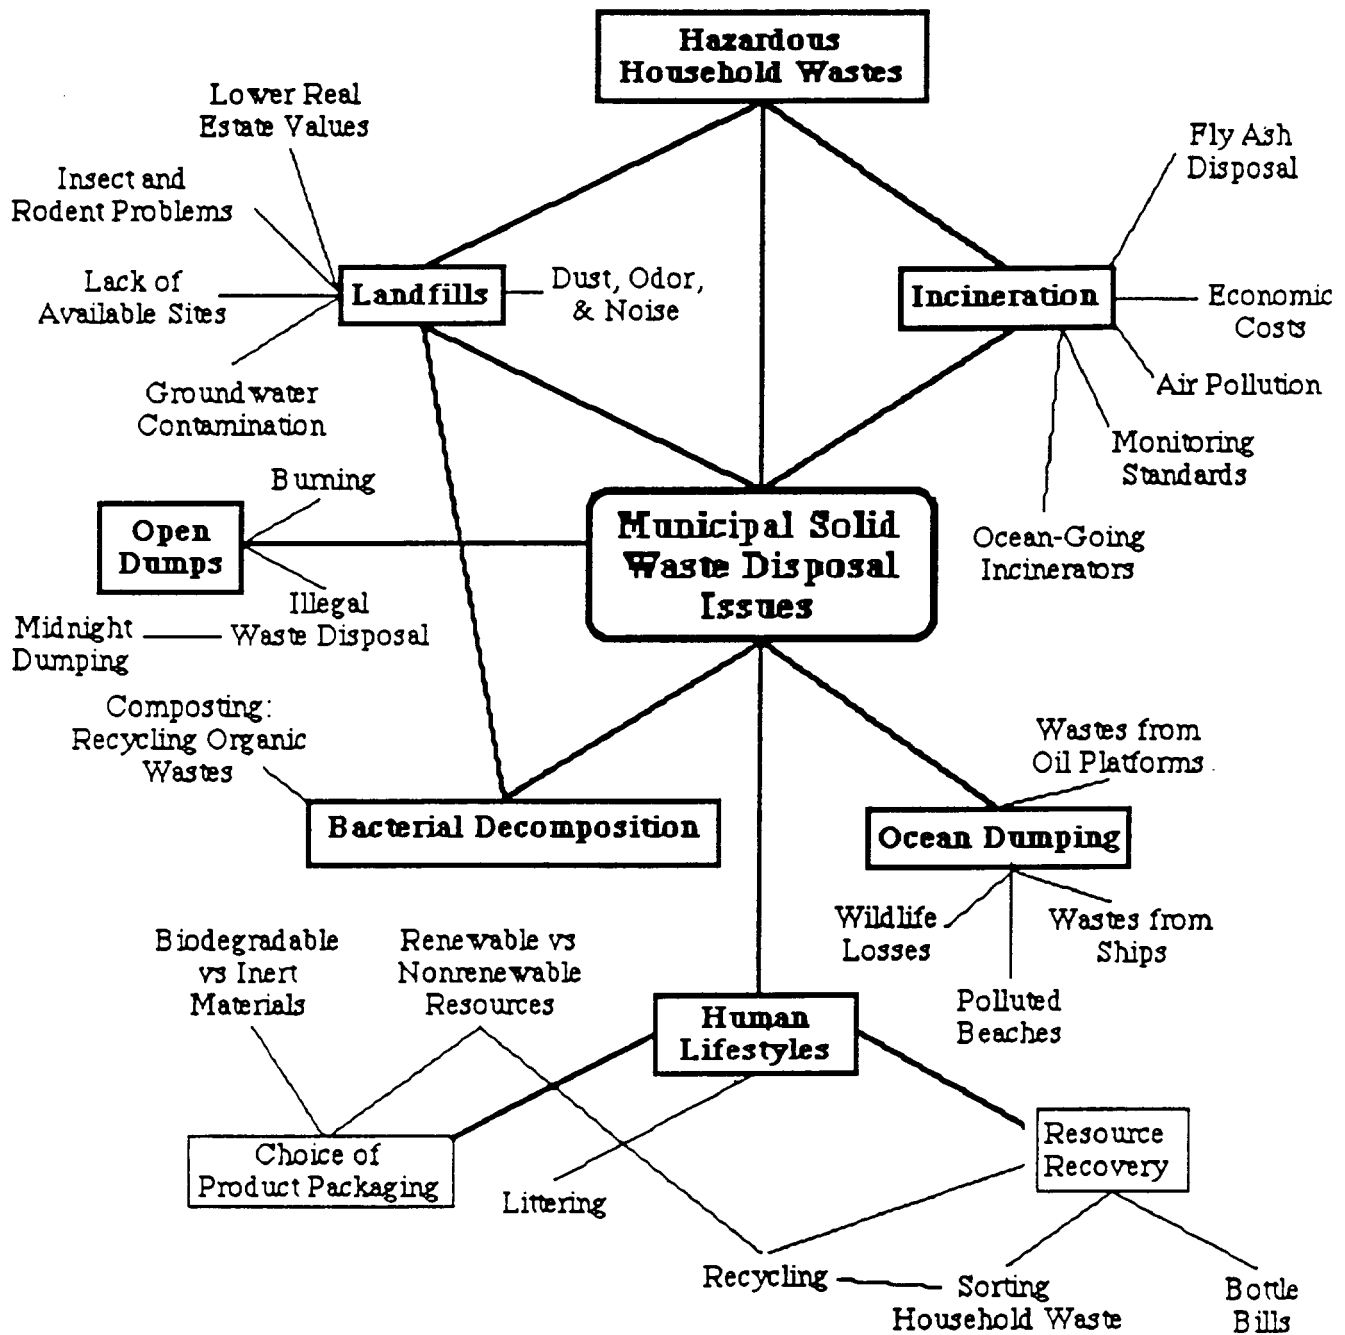 Hazardous
Household Wastes
Lower Real
Estate Values
Fly Ash
Disposal
Insect and
Rodent Problems
Lack of
Available Sites
Landfills
Dust, Odor,
& Noise
Incineration
Economic
Costs
Air Pollution
Groundwater
Contamination
Monitoring
Standards
Burning
Open
Dumps
Municipal Solid
Waste Disposal
Issues
Ocean-Going
Incinerators
Illegal
Waste Disposal
Midnight
Dumping
Composting:
Recycling Organic
Wastes
Wastes from
Oil Platforms
Bacterial Decomposition
Ocean Dumping
Wildlife
Losses
Wastes from
Ships
Polluted
Beaches
Biodegradable
vs Inert
Materials
Renewable vs
Nonrenewable
Resources
Human
Lifestyles
Choice of
Product Packaging
Littering
Resource
Recovery
Recycling
Sorting
Household Waste
Bottle
Bills